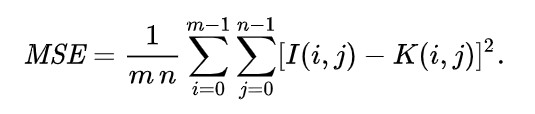 MSE = \frac{1}{m n} \sum_{i=0}^{m-1} \sum_{j=0}^{n-1} [I(i, j) − K(i, j)]^2.